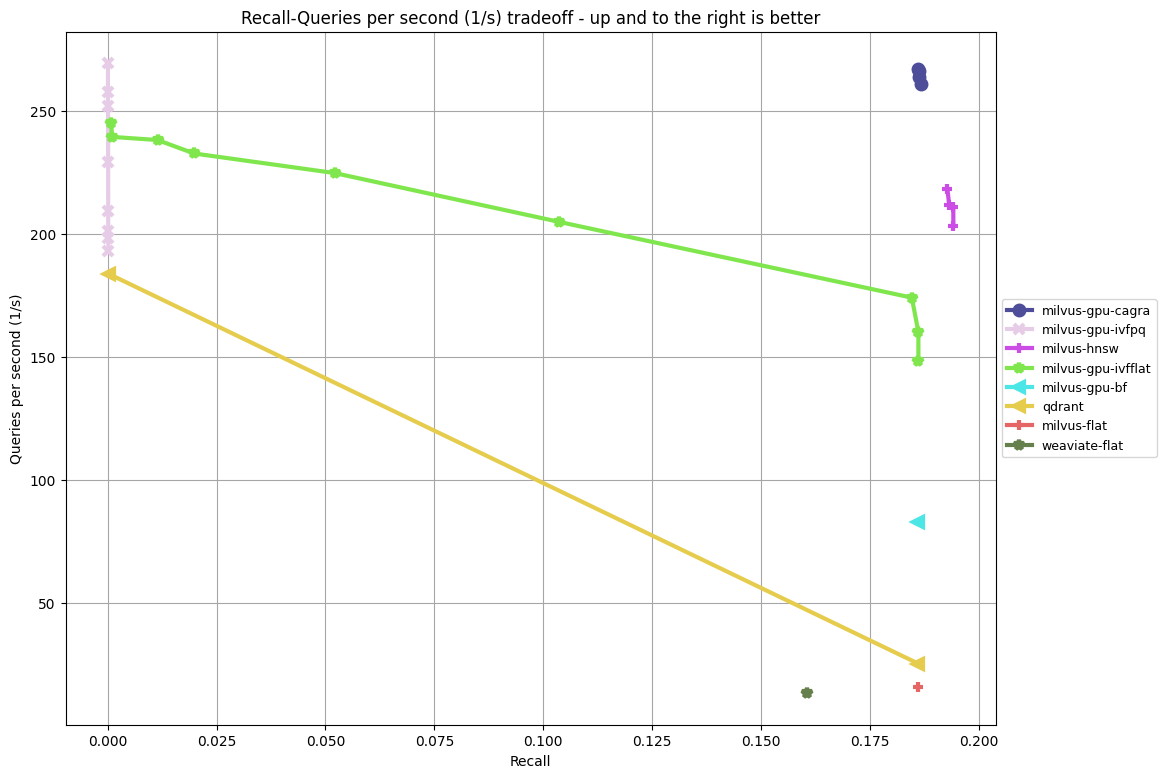 Recall-Queries per second (1/s) tradeoff - up and to the right is better
Queries per second (1/s)
250
200
150
100
50
0.000
0.025
0.050
0.075
0.100
0.125
0.150
0.175
0.200
Recall
milvus-gpu-cagra
milvus-gpu-ivfpq
milvus-hnsw
milvus-gpu-ivfflat
milvus-gpu-bf
qdrant
milvus-flat
weaviate-flat